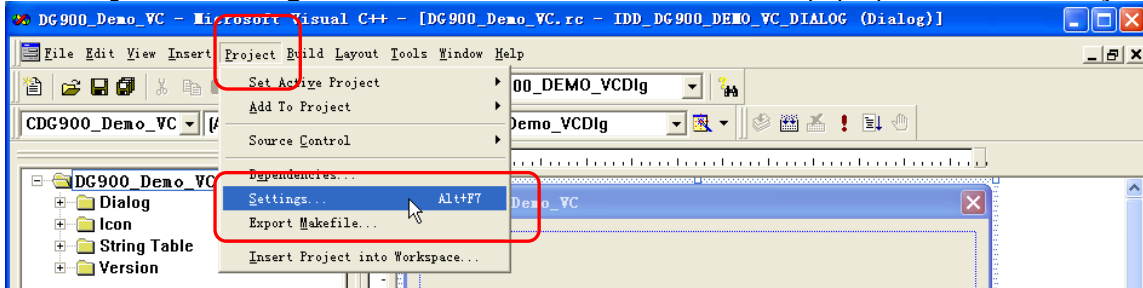 DG900_Demo_VC - Microsoft Visual C++ - [DG900_Demo_VC.rc - IDD_DG900_DEMO_VC_DIALOG (Dialog)]
File Edit View Insert Project Build Layout Tools Window Help
Set Active Project
00_DEMO_VCDlg
Add To Project
CDG900_Demo_VC
Demo_VCDlg
Source Control
Dependencies...
DG900_Demo_VC
Settings... Alt+F7
Demo_VC
Dialog
Export Makefile...
Icon
String Table
Insert Project into Workspace...
Version